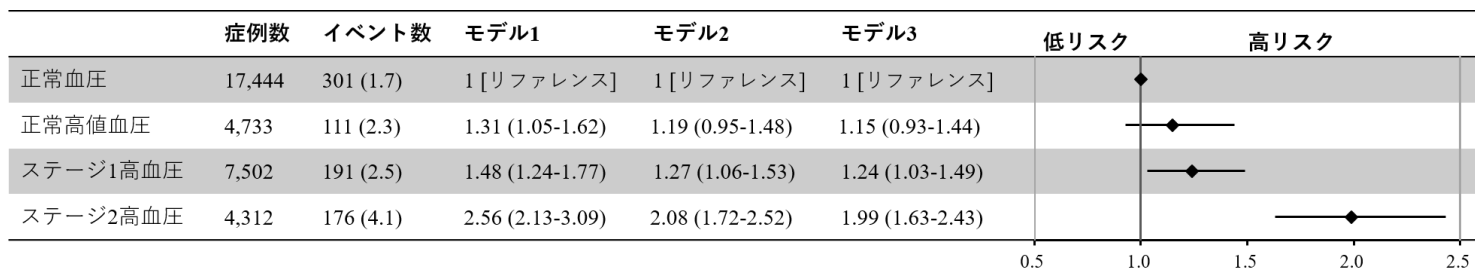 症例数 イベント数 モデル1 モデル2 モデル3 低リスク 高リスク
正常血圧 17,444 301 (1.7) 1 [リファレンス] 1 [リファレンス] 1 [リファレンス]
正常高値血圧 4,733 111 (2.3) 1.31 (1.05-1.62) 1.19 (0.95-1.48) 1.15 (0.93-1.44)
ステージ1高血圧 7,502 191 (2.5) 1.48 (1.24-1.77) 1.27 (1.06-1.53) 1.24 (1.03-1.49)
ステージ2高血圧 4,312 176 (4.1) 2.56 (2.13-3.09) 2.08 (1.72-2.52) 1.99 (1.63-2.43)
0.5 1.0 1.5 2.0 2.5